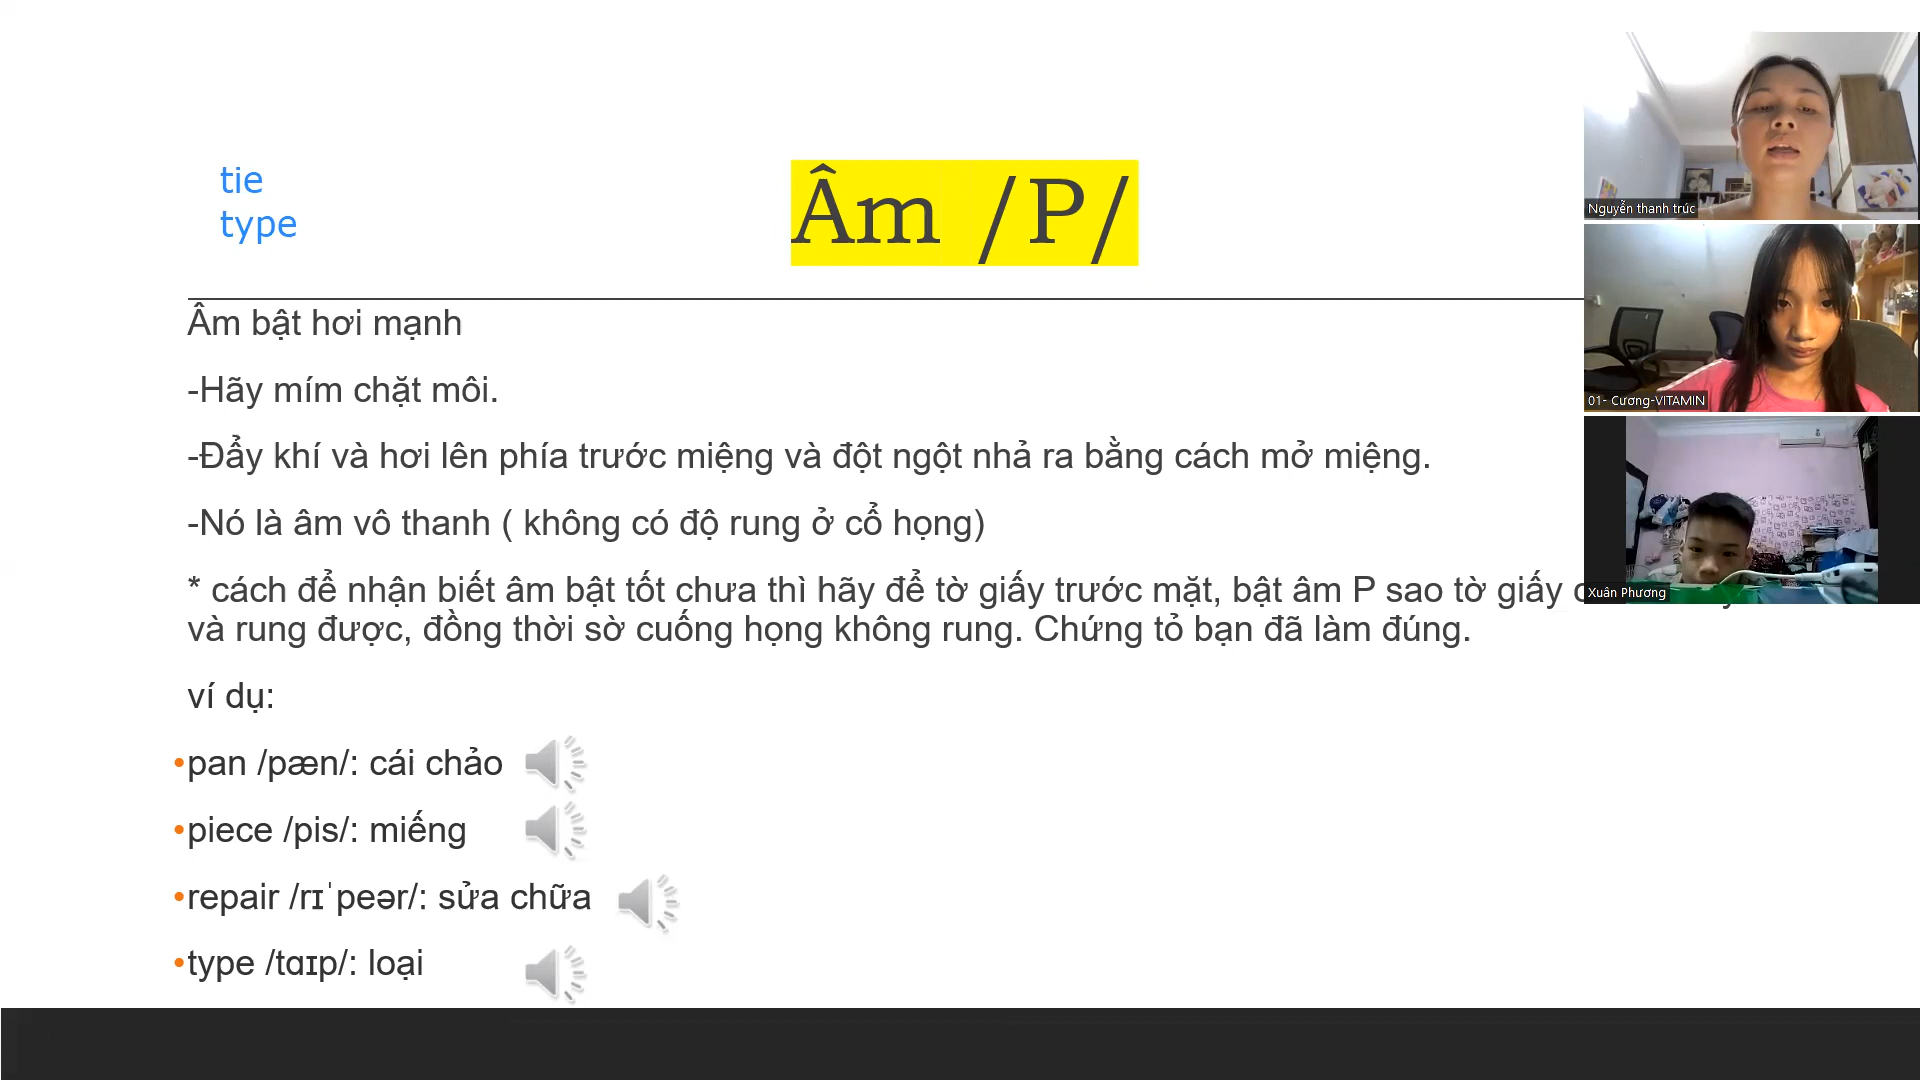 tie
type
Âm /P/
Âm bật hơi mạnh
-Hãy mím chặt môi.
-Đẩy khí và hơi lên phía trước miệng và đột ngột nhả ra bằng cách mở miệng.
-Nó là âm vô thanh ( không có độ rung ở cổ họng)
* cách để nhận biết âm bật tốt chưa thì hãy để tờ giấy trước mặt, bật âm P sao tờ giấy
và rung được, đồng thời sờ cuống họng không rung. Chứng tỏ bạn đã làm đúng.
ví dụ:
•pan /pæn/: cái chảo
•piece /pis/: miếng
•repair /rɪˈpeər/: sửa chữa
•type /tɑɪp/: loại
Nguyễn thanh trúc
01- Cương-VITAMIN
Xuân Phương